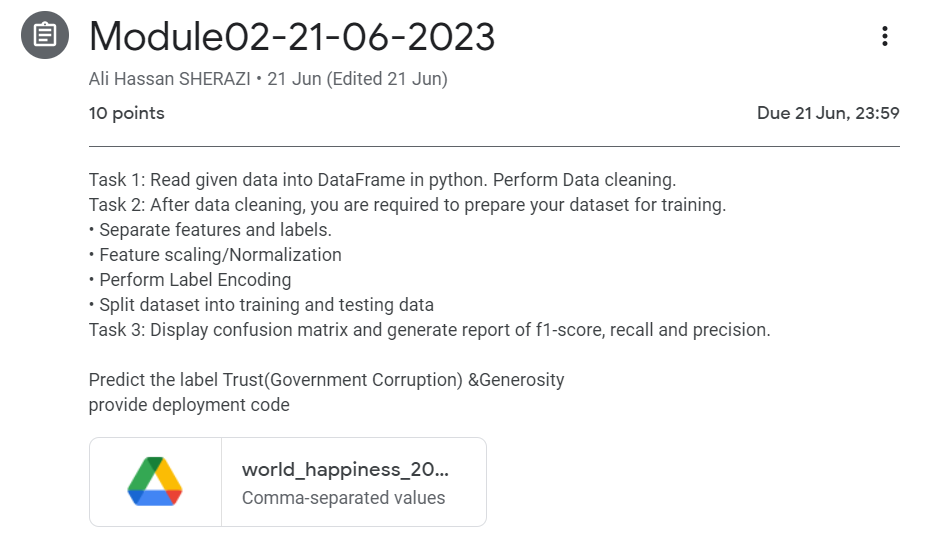 Module02-21-06-2023
Ali Hassan SHERAZI • 21 Jun (Edited 21 Jun)
10 points
Due 21 Jun, 23:59
Task 1: Read given data into DataFrame in python. Perform Data cleaning.
Task 2: After data cleaning, you are required to prepare your dataset for training.
• Separate features and labels.
• Feature scaling/Normalization
• Perform Label Encoding
• Split dataset into training and testing data
Task 3: Display confusion matrix and generate report of f1-score, recall and precision.
Predict the label Trust(Government Corruption) &Generosity
provide deployment code
world_happiness_20...
Comma-separated values